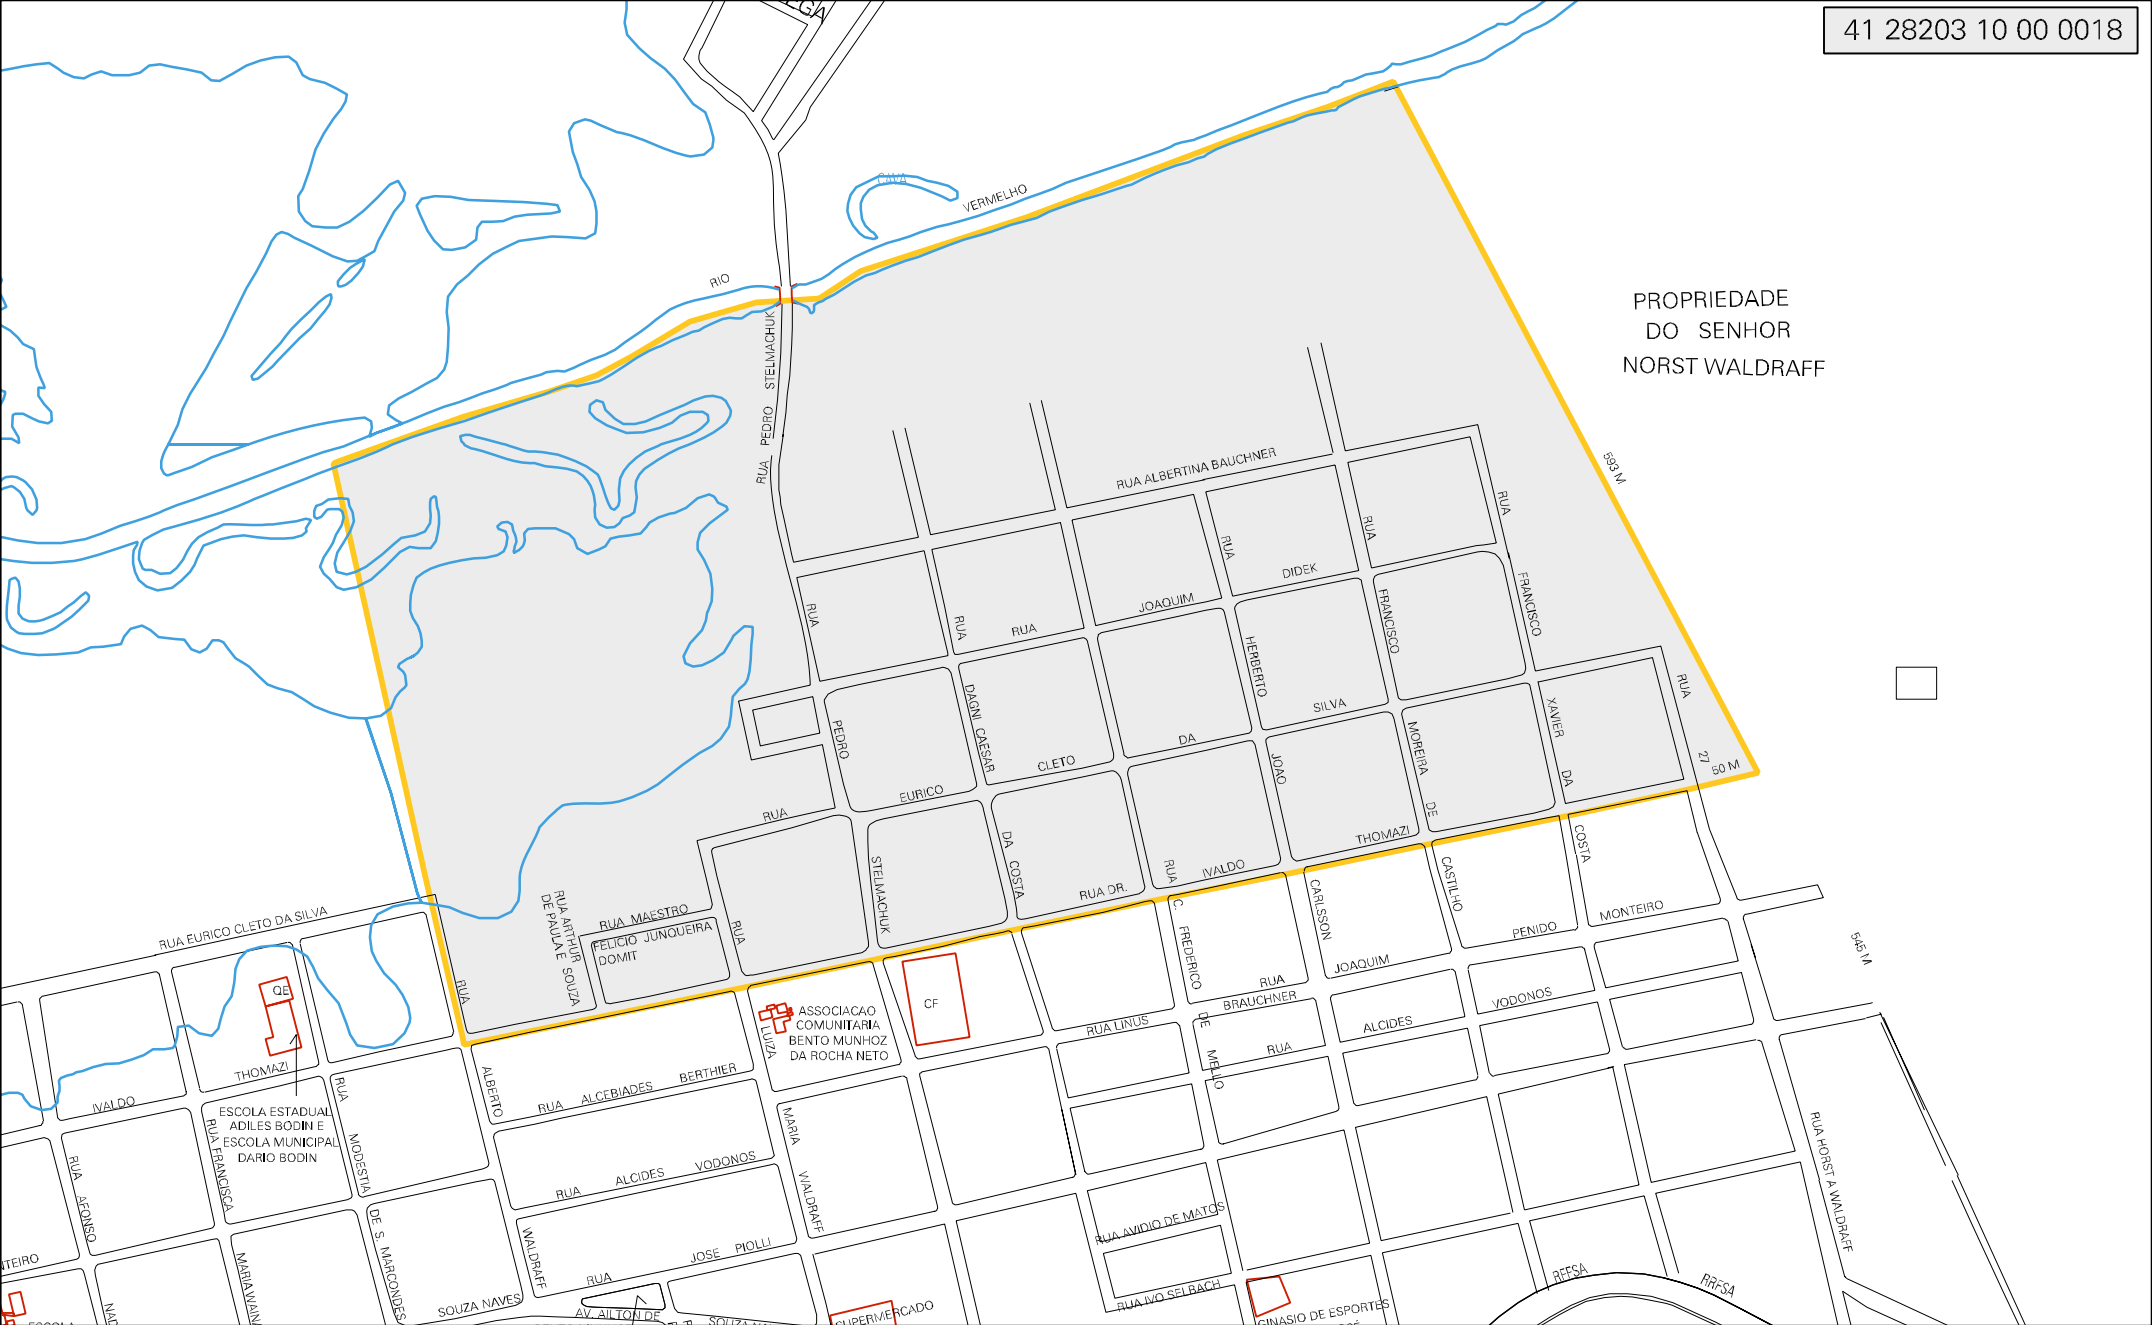 41 28203 10 00 0018
CAVA
VERMELHO
RIO
PROPRIEDADE
DO SENHOR
NORST WALDRAFF
RUA PEDRO STELMACHUK
RUA ALBERTINA BAUCHNER
593 M
RUA
RUA
RUA
RUA DIDEK
JOAQUIM
RUA
RUA
RUA
FRANCISCO
FRANCISCO
HERBERTO
SILVA
DA
CLETO
EURICO
RUA
PEDRO
DAGNI CAESAR
JOAO
MOREIRA
XAVIER
RUA
27
50 M
DA
DE
THOMAZI
IVALDO
RUA DR.
RUA
DA COSTA
STELMACHUK
COSTA
CASTILHO
CARLSSON
C. FREDERICO
DE MELLO
RUA ARTHUR
DE PAULA E SOUZA
RUA MAESTRO
FELICIO JUNQUEIRA
DOMIT
RUA
RUA EURICO CLETO DA SILVA
RUA
QE
CF
ASSOCIACAO
COMUNITARIA
BENTO MUNHOZ
DA ROCHA NETO
LUIZA
MONTEIRO
PENIDO
JOAQUIM
RUA
545 M
BRAUCHNER
RUA LINUS
VODONOS
ALCIDES
RUA
THOMAZI
IVALDO
ESCOLA ESTADUAL
ADILES BODIN E
ESCOLA MUNICIPAL
DARIO BODIN
RUA
MODESTIA
DE S. MARCONDES
RUA FRANCISCA
MARIA WAINA
RUA AFONSO
ALBERTO
WALDRAFF
RUA ALCEBIADES BERTHIER
RUA ALCIDES VODONOS
MARIA WALDRAFF
RUA JOSE PIOLLI
SOUZA NAVES
AV. AILTON DE
SUPERMERCADO
RUA AVIDIO DE MATOS
RUA IVO SELBACH
GINASIO DE ESPORTES
RUA HORST A WALDRAFF
RFFSA
RRFSA